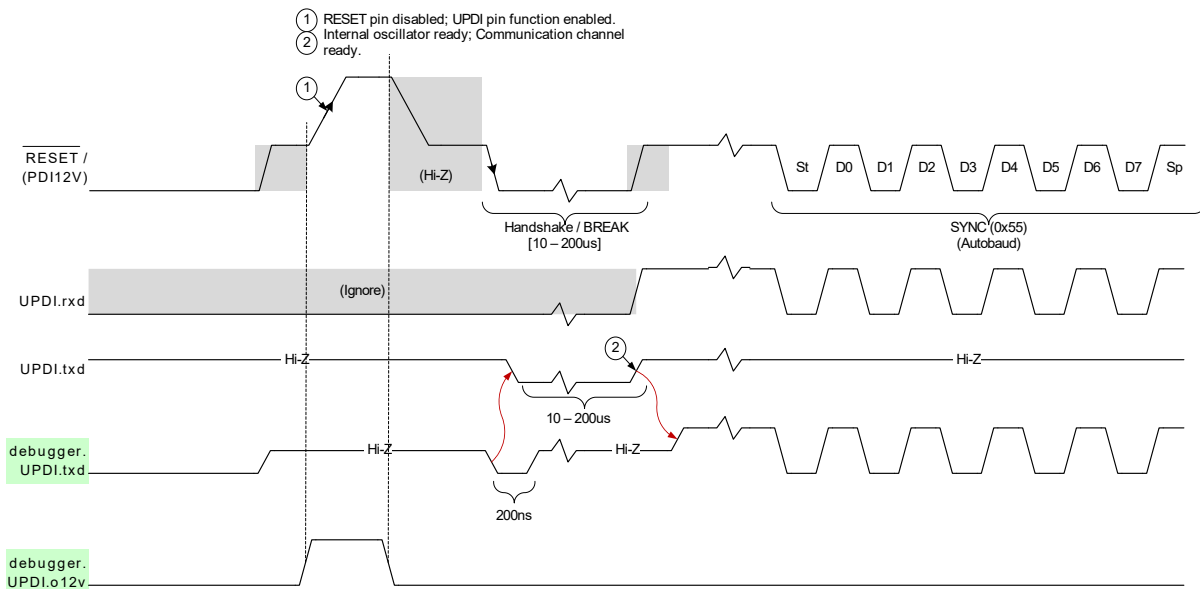 1 RESET pin disabled; UPDI pin function enabled.
2 Internal oscillator ready; Communication channel
ready.
1
RESET /
(PDI12V)
(Hi-Z)
St D0 D1 D2 D3 D4 D5 D6 D7 Sp
Handshake / BREAK
[10 – 200us]
SYNC (0x55)
(Autobaud)
UPDI.rxd
(Ignore)
2
UPDI.txd
Hi-Z
Hi-Z
10 – 200us
debugger.
UPDI.txd
Hi-Z
Hi-Z
200ns
debugger.
UPDI.o12v